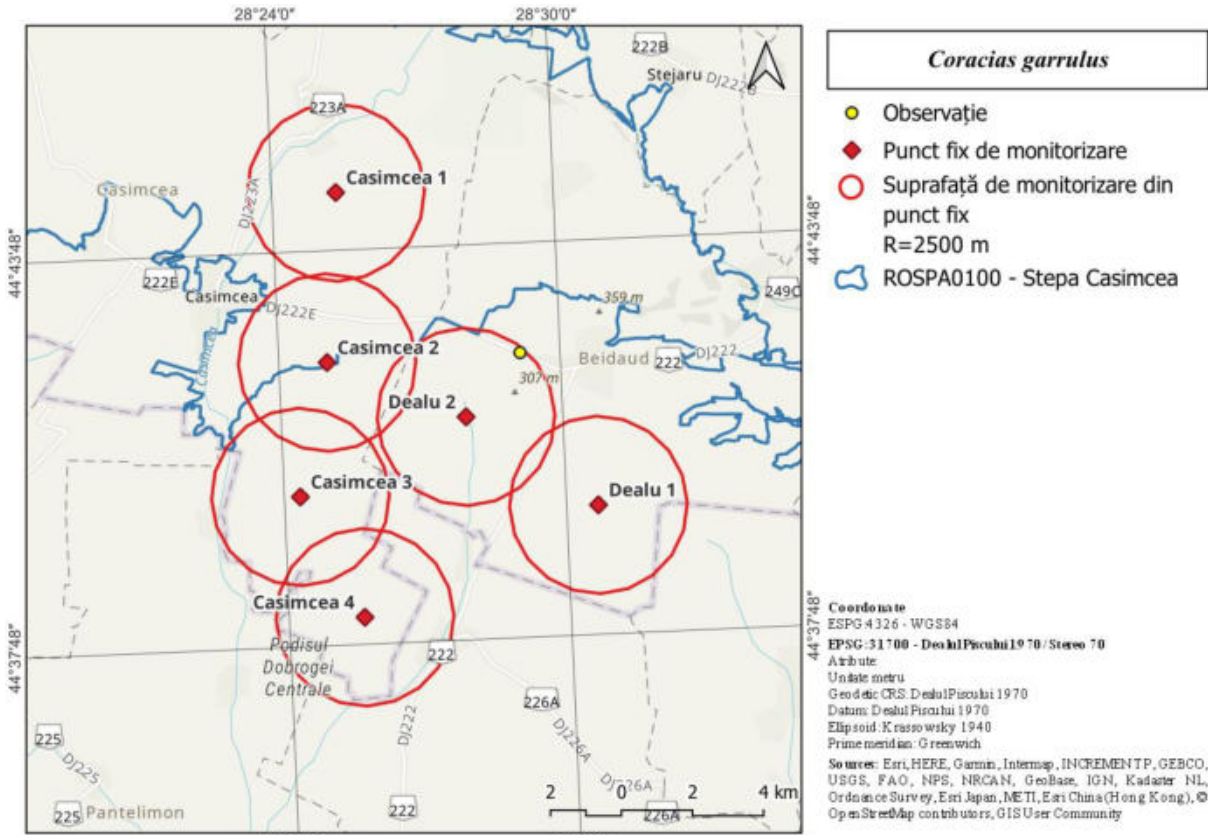 28°24′0″
28°30′0″
222B
Stejaru
DJ222B
223A
Casimcea 1
Casimcea
DJ223A
44°43′48″
44°43′48″
222E
Casimcea
DJ222E
249C
359 m
Casimcea
Casimcea 2
Beidaud
222
DJ222
307 m
Dealu 2
Casimcea 3
Dealu 1
Casimcea 4
44°37′48″
44°37′48″
Podișul
Dobrogei
Centrale
222
226A
DJ222
DJ226A
225
DJ225
Pantelimon
225
222
DJ226A
226A
2 0 2 4 km
Coracias garrulus
Observație
Punct fix de monitorizare
Suprafață de monitorizare din
punct fix
R=2500 m
ROSPA0100 - Stepa Casimcea
Coordonate
ESPG:4326 - WGS84
EPSG:31700 - Dealul Piscului 1970 / Stereo 70
Atribute
Unitate metru
Geodetic CRS: Dealul Piscului 1970
Datum: Dealul Piscului 1970
Ellipsoid: Krassowsky 1940
Prime meridian: Greenwich
Sources: Esri, HERE, Garmin, Intermap, INCREMENT P, GEBCO,
USGS, FAO, NPS, NRCAN, GeoBase, IGN, Kadaster NL,
Ordnance Survey, Esri Japan, METI, Esri China (Hong Kong), ©
OpenStreetMap contributors, GIS User Community